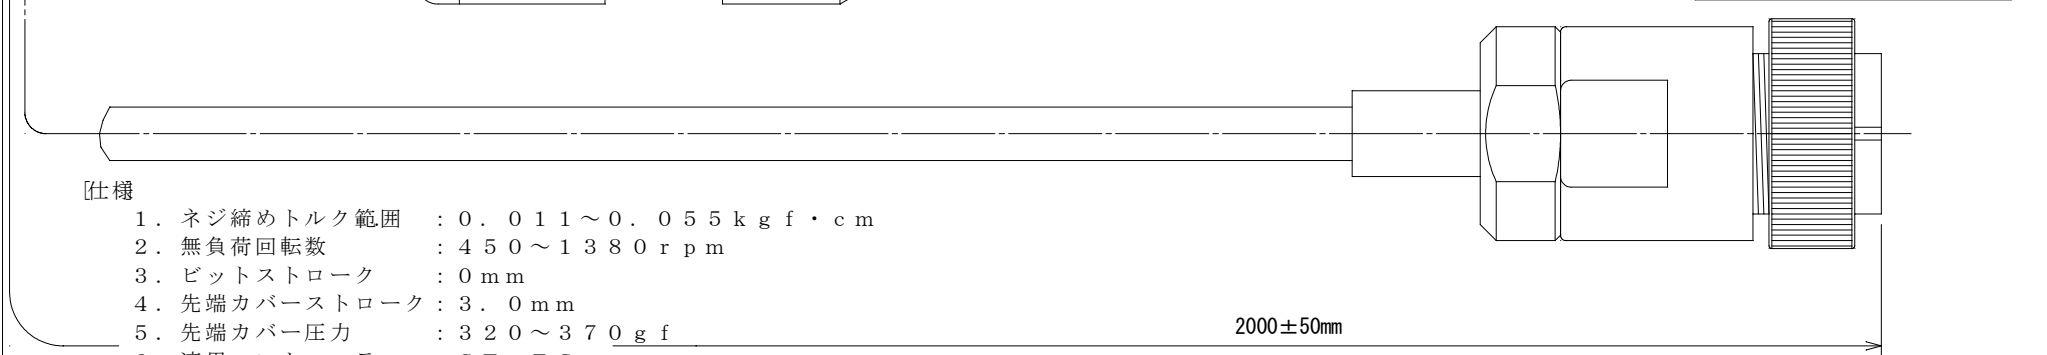 [仕様
１．ネジ締めトルク範囲　：０．０１１～０．０５５ｋｇｆ・ｃｍ
２．無負荷回転数　　　　：４５０～１３８０ｒｐｍ
３．ビットストローク　　：０ｍｍ
４．先端カバーストローク：３．０ｍｍ
５．先端カバー圧力　　　：３２０～３７０ｇｆ
2000±50mm